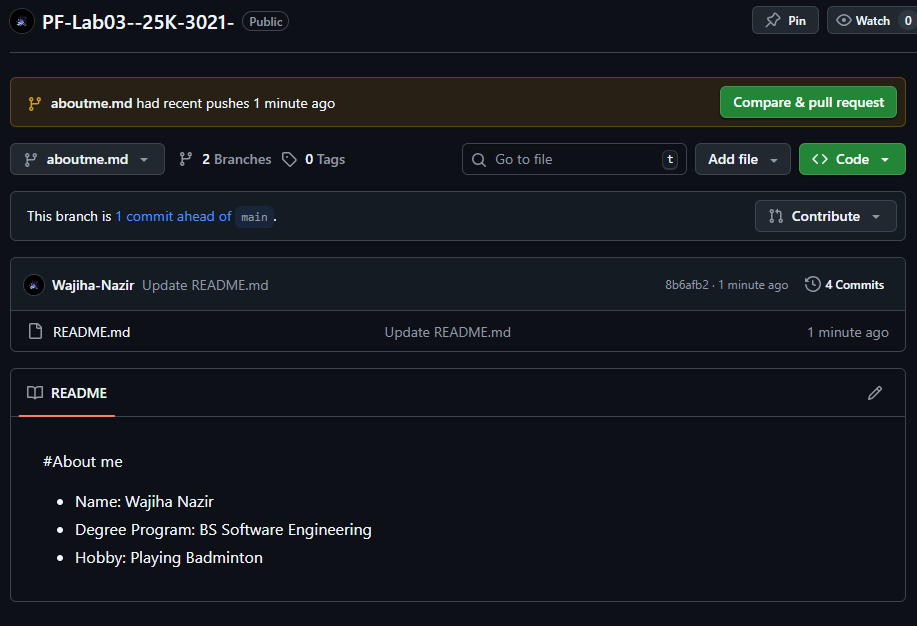 PF-Lab03--25K-3021- Public Pin Watch 0
aboutme.md had recent pushes 1 minute ago Compare & pull request
aboutme.md 2 Branches 0 Tags Go to file t Add file Code
This branch is 1 commit ahead of main . Contribute
Wajiha-Nazir Update README.md 8b6afb2 · 1 minute ago 4 Commits
README.md Update README.md 1 minute ago
README
#About me
• Name: Wajiha Nazir
• Degree Program: BS Software Engineering
• Hobby: Playing Badminton